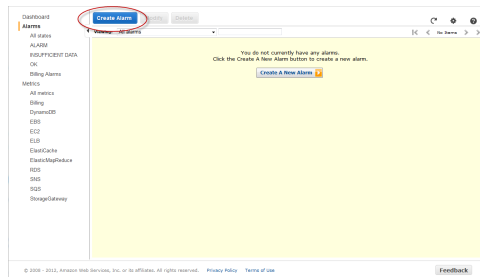 Dashboard
Alarms
All states
ALARM
INSUFFICIENT DATA
OK
Billing Alarms
Metrics
All metrics
Billing
DynamoDB
EBS
EC2
ELB
ElastiCache
ElasticMapReduce
RDS
SNS
SQS
StorageGateway
Create Alarm Modify Delete
Viewing: All alarms
No Items
You do not currently have any alarms.
Click the Create A New Alarm button to create a new alarm.
Create A New Alarm
© 2008 - 2012, Amazon Web Services, Inc. or its affiliates. All rights reserved. Privacy Policy Terms of Use
Feedback